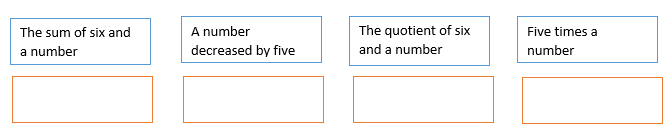 The sum of six and
a number
A number
decreased by five
The quotient of six
and a number
Five times a
number